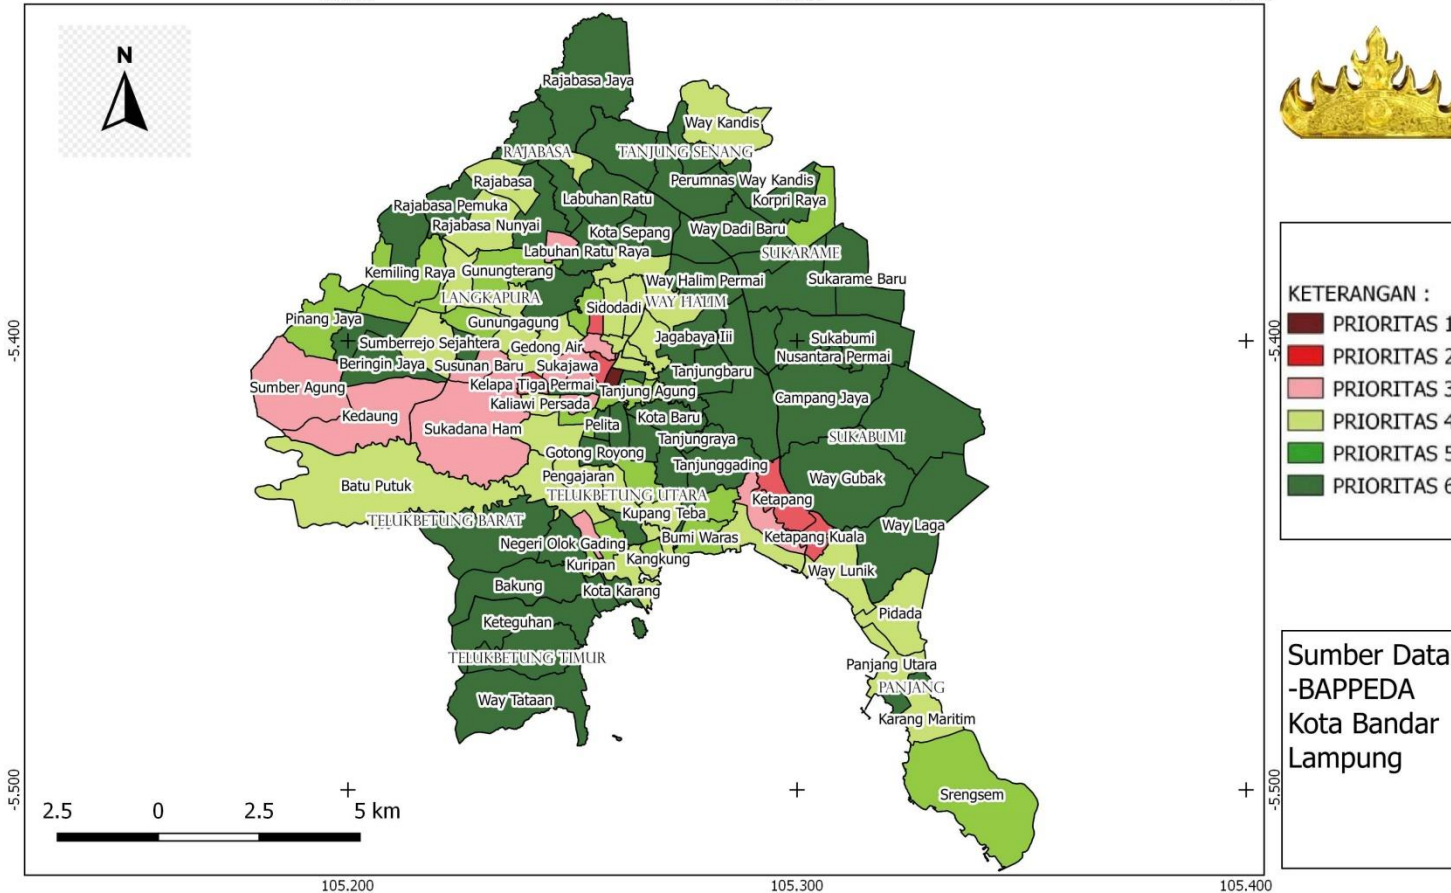 N
Rajabasa Jaya
Way Kandis
RAJABASA
TANJUNG SENANG
Rajabasa
Perumnas Way Kandis
Labuhan Ratu
Korpri Raya
Rajabasa Pemuka
Rajabasa Nunyai
Kota Sepang
Way Dadi Baru
Labuhan Ratu Raya
SUKARAME
Kemiling Raya
Gunungterang
Way Halim Permai
Sukarame Baru
LANGKAPURA
WAY HALIM
Sidodadi
Pinang Jaya
Gunungagung
Sumberrejo Sejahtera
Gedong Air
Jagabaya Iii
Sukabumi
Nusantara Permai
Beringin Jaya
Susunan Baru
Sukajawa
Tanjungbaru
Sumber Agung
Kelapa Tiga Permai
Tanjung Agung
Campang Jaya
Kaliawi Persada
Kedaung
Sukadana Ham
Pelita
Kota Baru
Tanjungraya
SUKABUMI
Gotong Royong
Tanjunggading
Pengajaran
Way Gubak
Batu Putuk
TELUKBETUNG UTARA
Ketapang
Kupang Teba
TELUKBETUNG BARAT
Way Laga
Negeri Olok Gading
Bumi Waras
Ketapang Kuala
Kuripan
Kangkung
Way Lunik
Bakung
Kota Karang
Pidada
Keteguhan
TELUKBETUNG TIMUR
Panjang Utara
PANJANG
Way Tataan
Karang Maritim
Srengsem
2.5 0 2.5 5 km
-5.400
-5.500
-5.400
-5.500
105.200
105.300
105.400
KETERANGAN :
PRIORITAS 1
PRIORITAS 2
PRIORITAS 3
PRIORITAS 4
PRIORITAS 5
PRIORITAS 6
Sumber Data
-BAPPEDA
Kota Bandar
Lampung